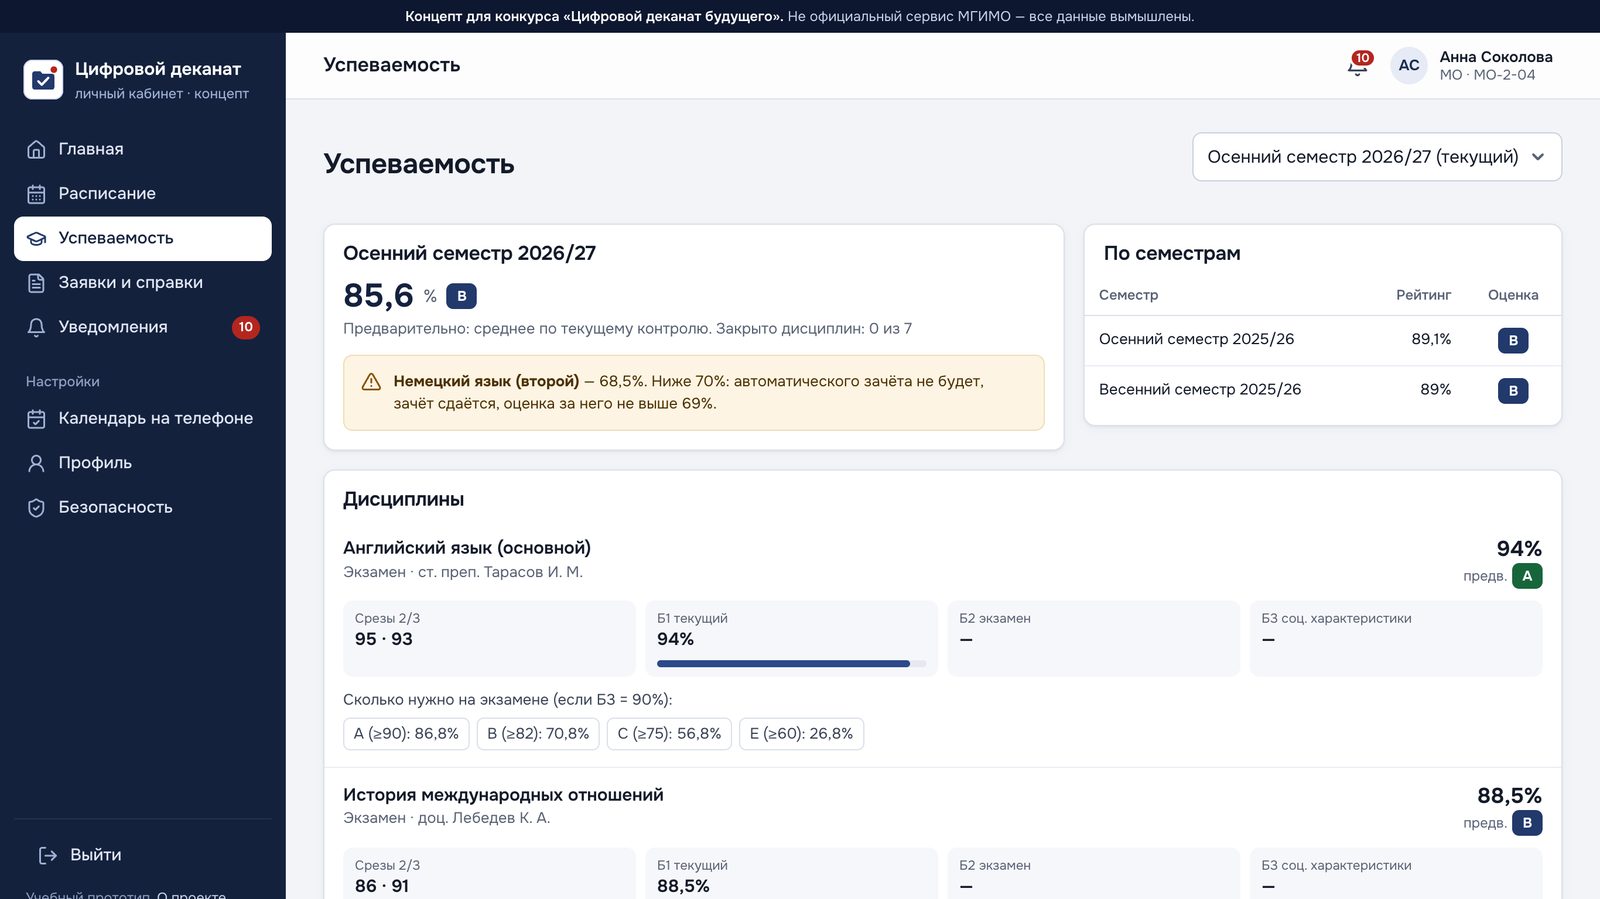 Концепт для конкурса «Цифровой деканат будущего». Не официальный сервис МГИМО — все данные вымышлены.
Цифровой деканат
личный кабинет · концепт
Главная
Расписание
Успеваемость
Заявки и справки
Уведомления 10
Настройки
Календарь на телефоне
Профиль
Безопасность
Выйти
Учебный прототип. О проекте
Успеваемость
10
АС
Анна Соколова
МО · МО-2-04
Успеваемость
Осенний семестр 2026/27 (текущий)
Осенний семестр 2026/27
85,6 % B
Предварительно: среднее по текущему контролю. Закрыто дисциплин: 0 из 7
Немецкий язык (второй) — 68,5%. Ниже 70%: автоматического зачёта не будет,
зачёт сдаётся, оценка за него не выше 69%.
По семестрам
Семестр Рейтинг Оценка
Осенний семестр 2025/26 89,1% B
Весенний семестр 2025/26 89% B
Дисциплины
Английский язык (основной) 94%
Экзамен · ст. преп. Тарасов И. М. предв. A
Срезы 2/3 Б1 текущий Б2 экзамен Б3 соц. характеристики
95 · 93 94% — —
Сколько нужно на экзамене (если Б3 = 90%):
A (≥90): 86,8% B (≥82): 70,8% C (≥75): 56,8% E (≥60): 26,8%
История международных отношений 88,5%
Экзамен · доц. Лебедев К. А. предв. B
Срезы 2/3 Б1 текущий Б2 экзамен Б3 соц. характеристики
86 · 91 88,5% — —